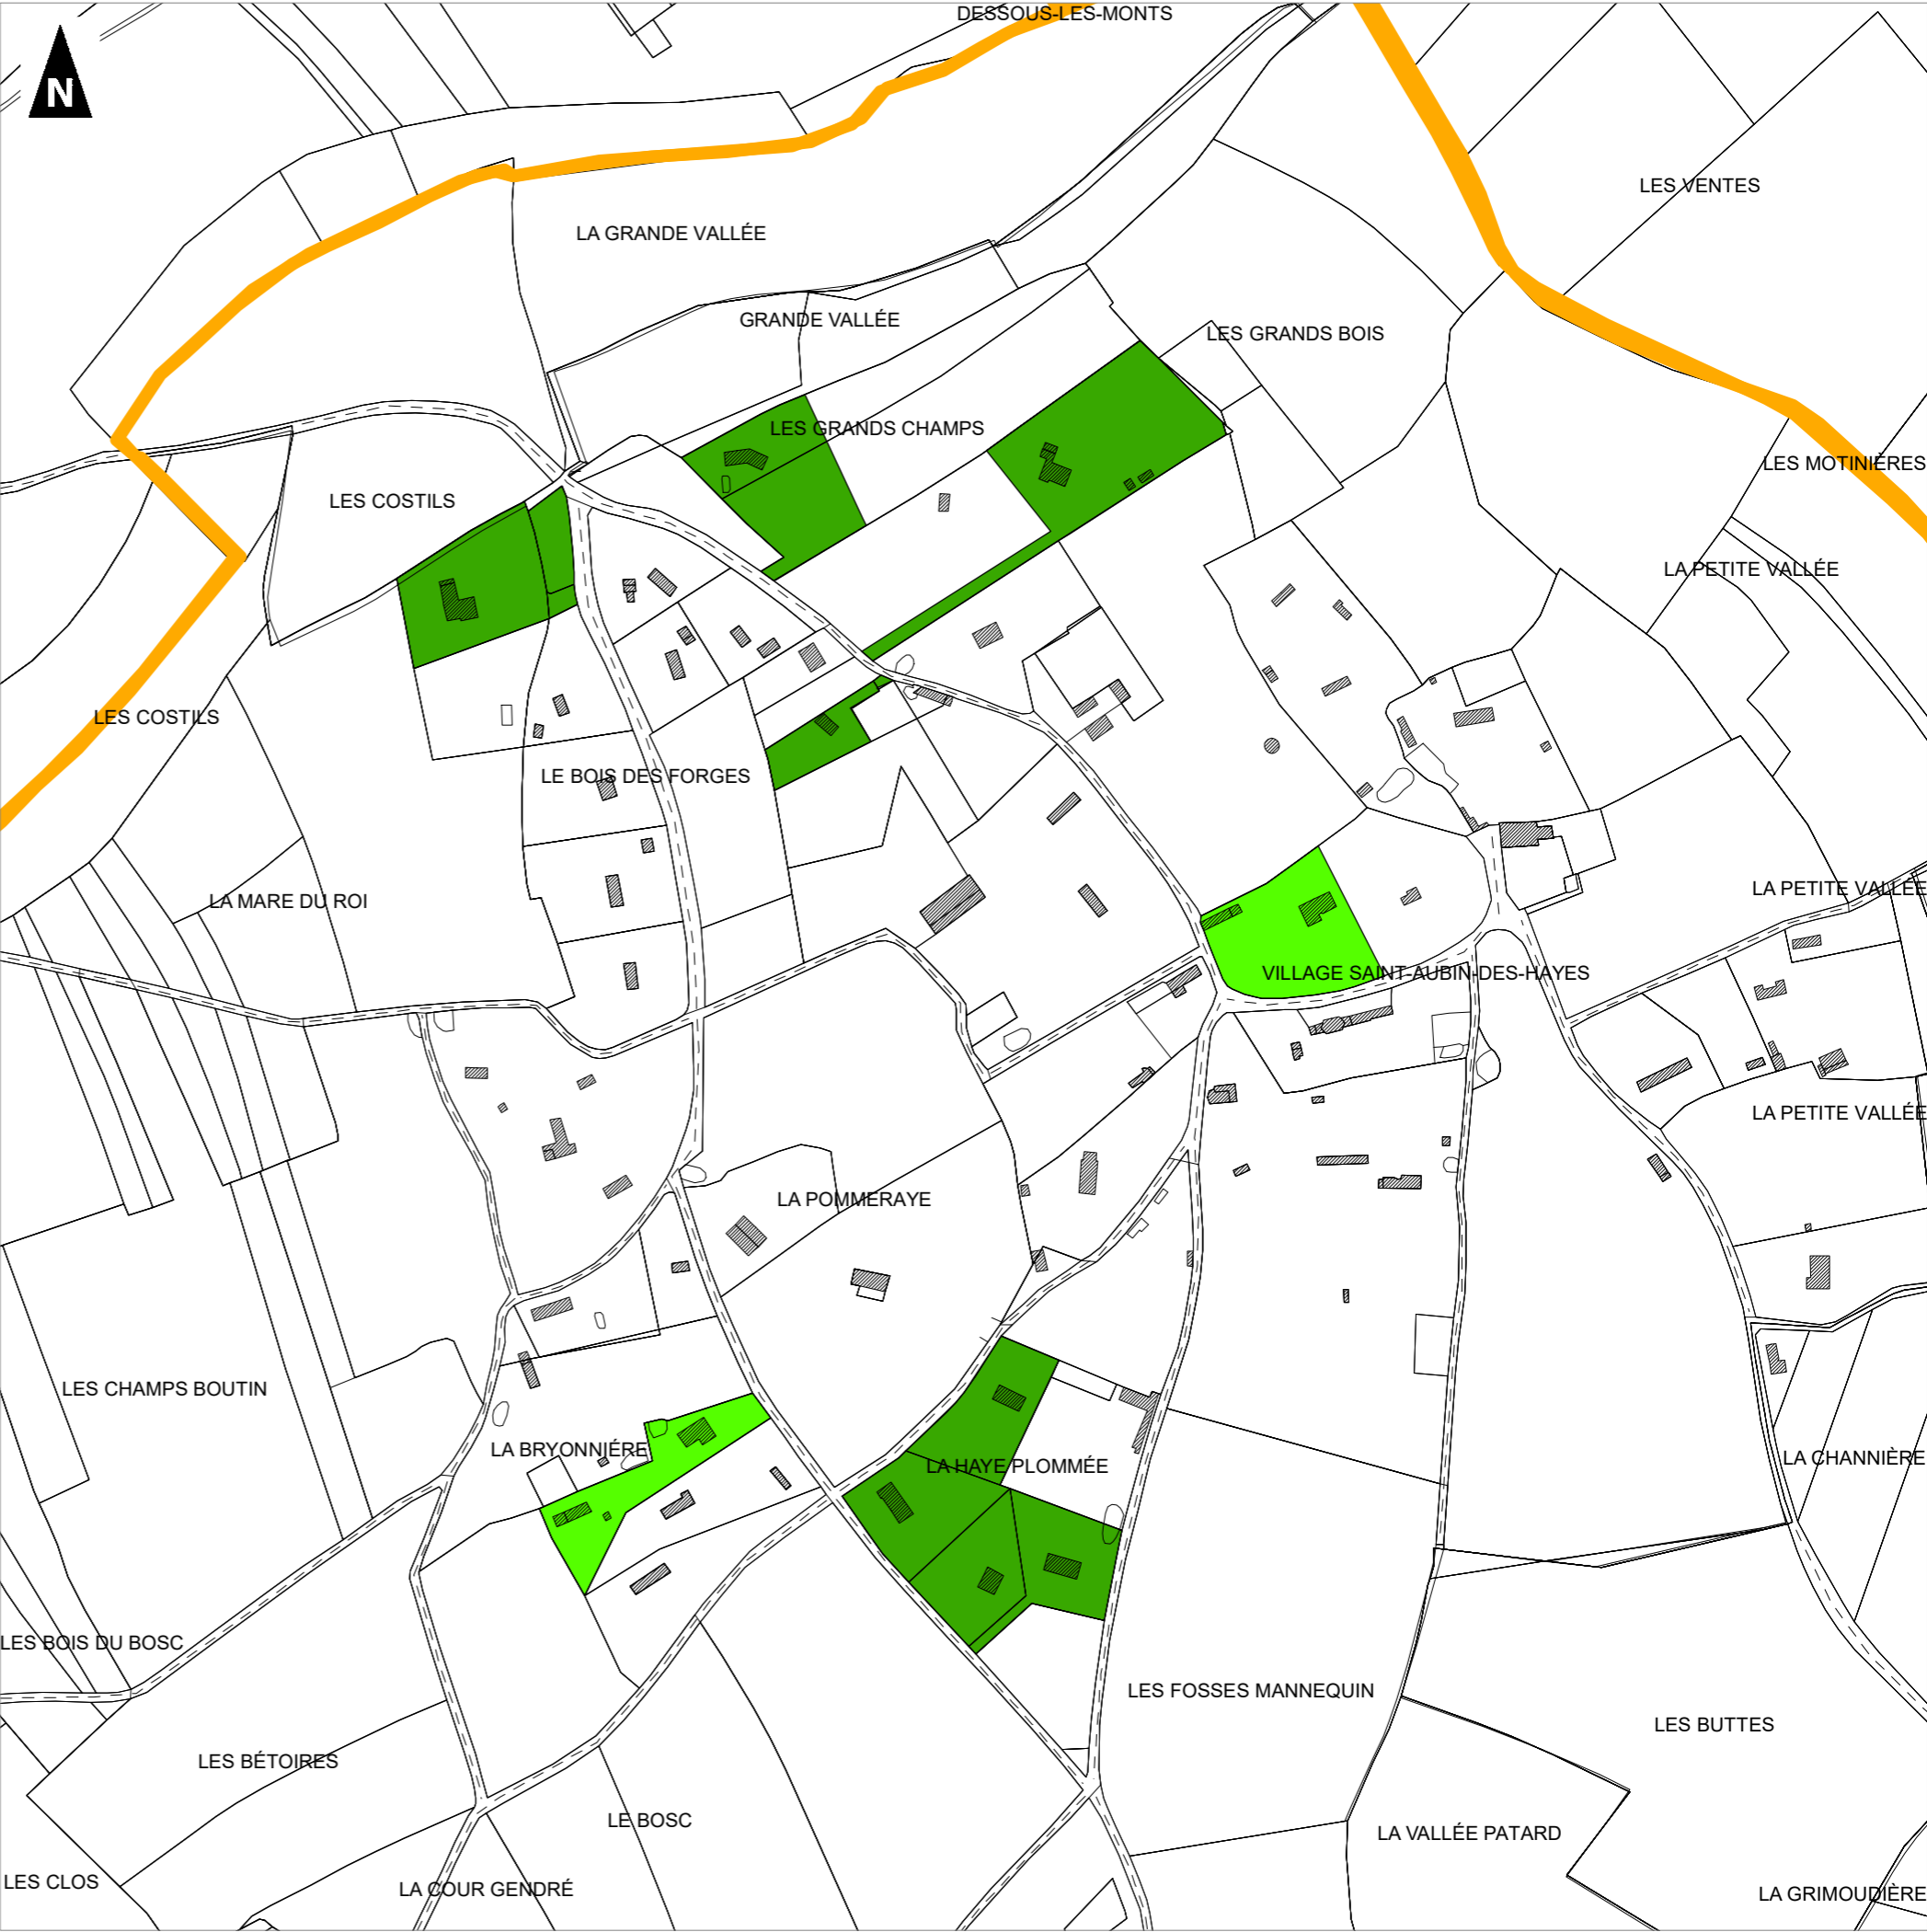 DESSOUS-LES-MONTS
N
LES VENTES
LA GRANDE VALLÉE
GRANDE VALLÉE
LES GRANDS BOIS
LES GRANDS CHAMPS
LES MOTINIÈRES
LES COSTILS
LA PETITE VALLÉE
LES COSTILS
LE BOIS DES FORGES
LA PETITE VALLÉE
LA MARE DU ROI
VILLAGE SAINT-AUBIN-DES-HAYES
LA PETITE VALLÉE
LA POMMERAYE
LES CHAMPS BOUTIN
LA BRYONNIÉRE
LA CHANNIÈRE
LA HAYE PLOMMÉE
LES BOIS DU BOSC
LES FOSSES MANNEQUIN
LES BUTTES
LES BÉTOIRES
LE BOSC
LA VALLÉE PATARD
LES CLOS
LA COUR GENDRÉ
LA GRIMOUDIÈRE